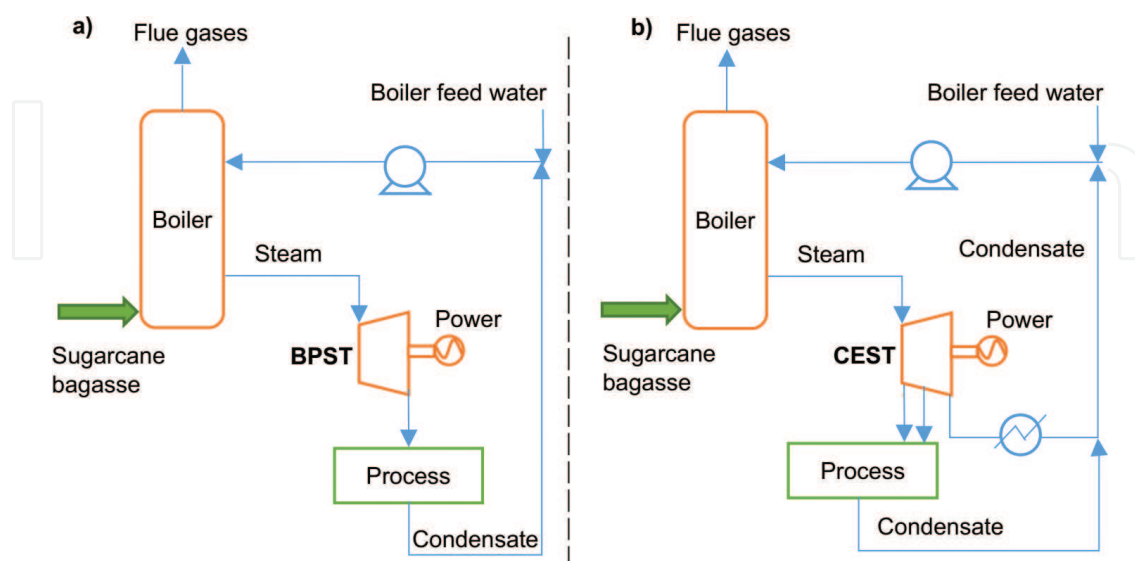 a)
Flue gases
Boiler feed water
Boiler
Steam
Power
BPST
Sugarcane
bagasse
Process
Condensate
b)
Flue gases
Boiler feed water
Boiler
Condensate
Steam
Power
CEST
Sugarcane
bagasse
Process
Condensate